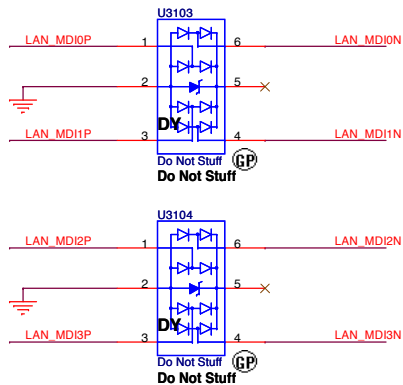 U3103
LAN_MDI0P 1 6 LAN_MDI0N
2 5
LAN_MDI1P 3 4 LAN_MDI1N
DY
Do Not Stuff GP
Do Not Stuff
U3104
LAN_MDI2P 1 6 LAN_MDI2N
2 5
LAN_MDI3P 3 4 LAN_MDI3N
DY
Do Not Stuff GP
Do Not Stuff